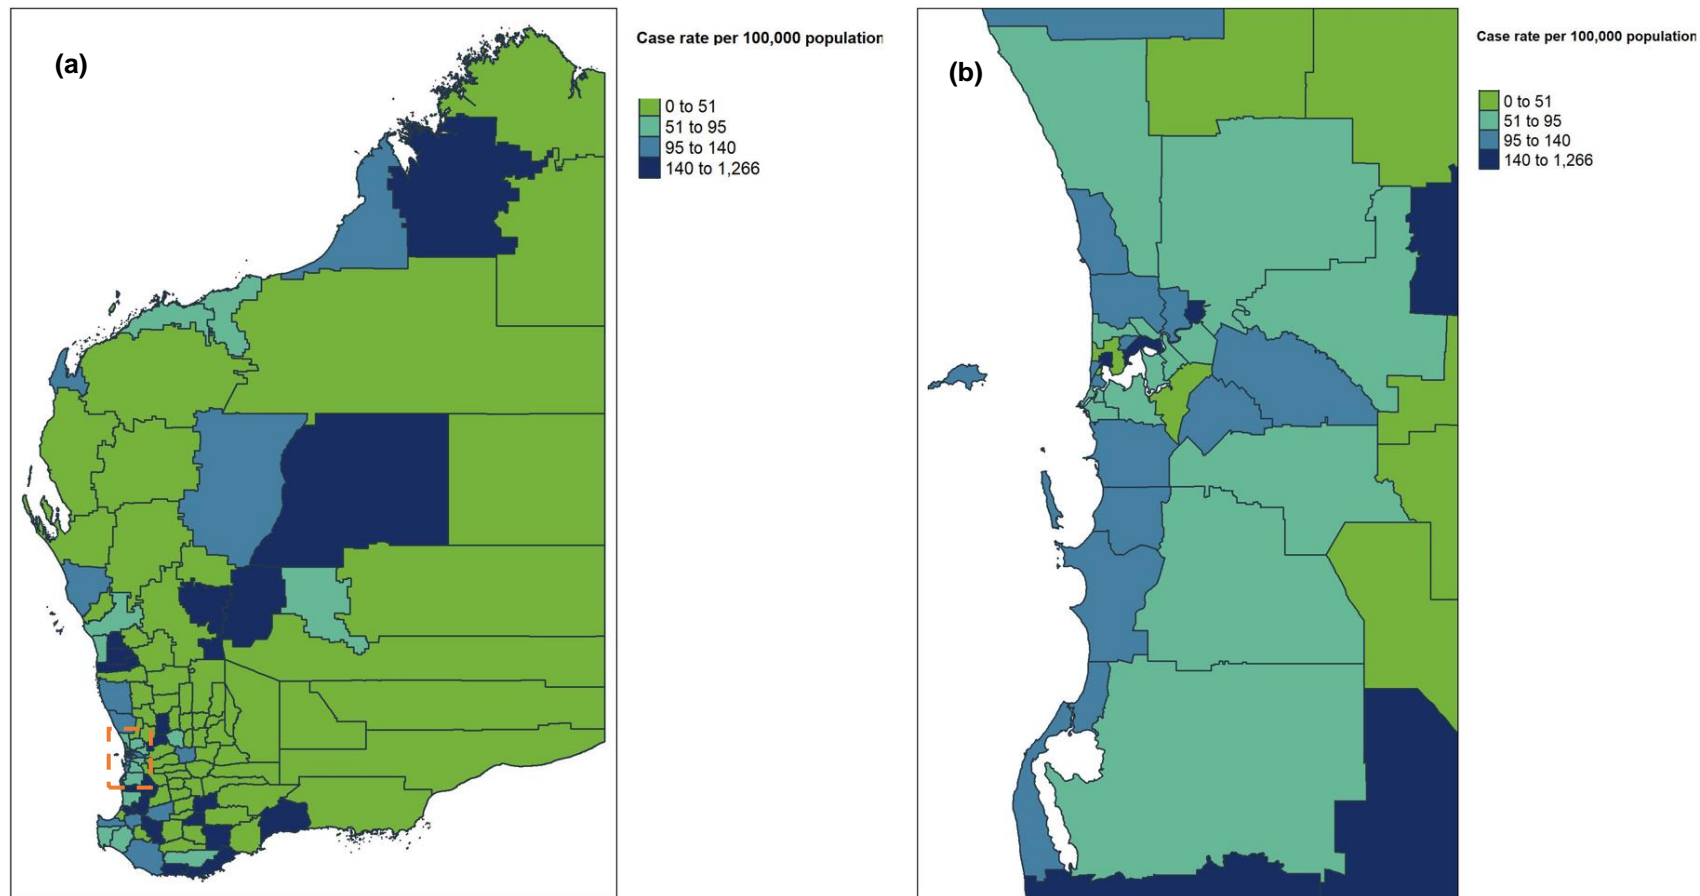 (a)
Case rate per 100,000 population
0 to 51
51 to 95
95 to 140
140 to 1,266
(b)
Case rate per 100,000 population
0 to 51
51 to 95
95 to 140
140 to 1,266